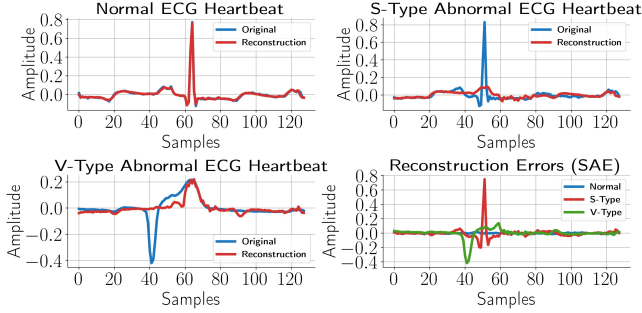 Normal ECG Heartbeat
Amplitude
0.8
0.6
0.4
0.2
0.0
Original
Reconstruction
0 20 40 60 80 100 120
Samples
S-Type Abnormal ECG Heartbeat
Amplitude
0.8
0.6
0.4
0.2
0.0
Original
Reconstruction
0 20 40 60 80 100 120
Samples
V-Type Abnormal ECG Heartbeat
Amplitude
0.2
0.0
−0.2
−0.4
Original
Reconstruction
0 20 40 60 80 100 120
Samples
Reconstruction Errors (SAE)
Amplitude
0.8
0.6
0.4
0.2
0.0
−0.2
−0.4
Normal
S-Type
V-Type
0 20 40 60 80 100 120
Samples